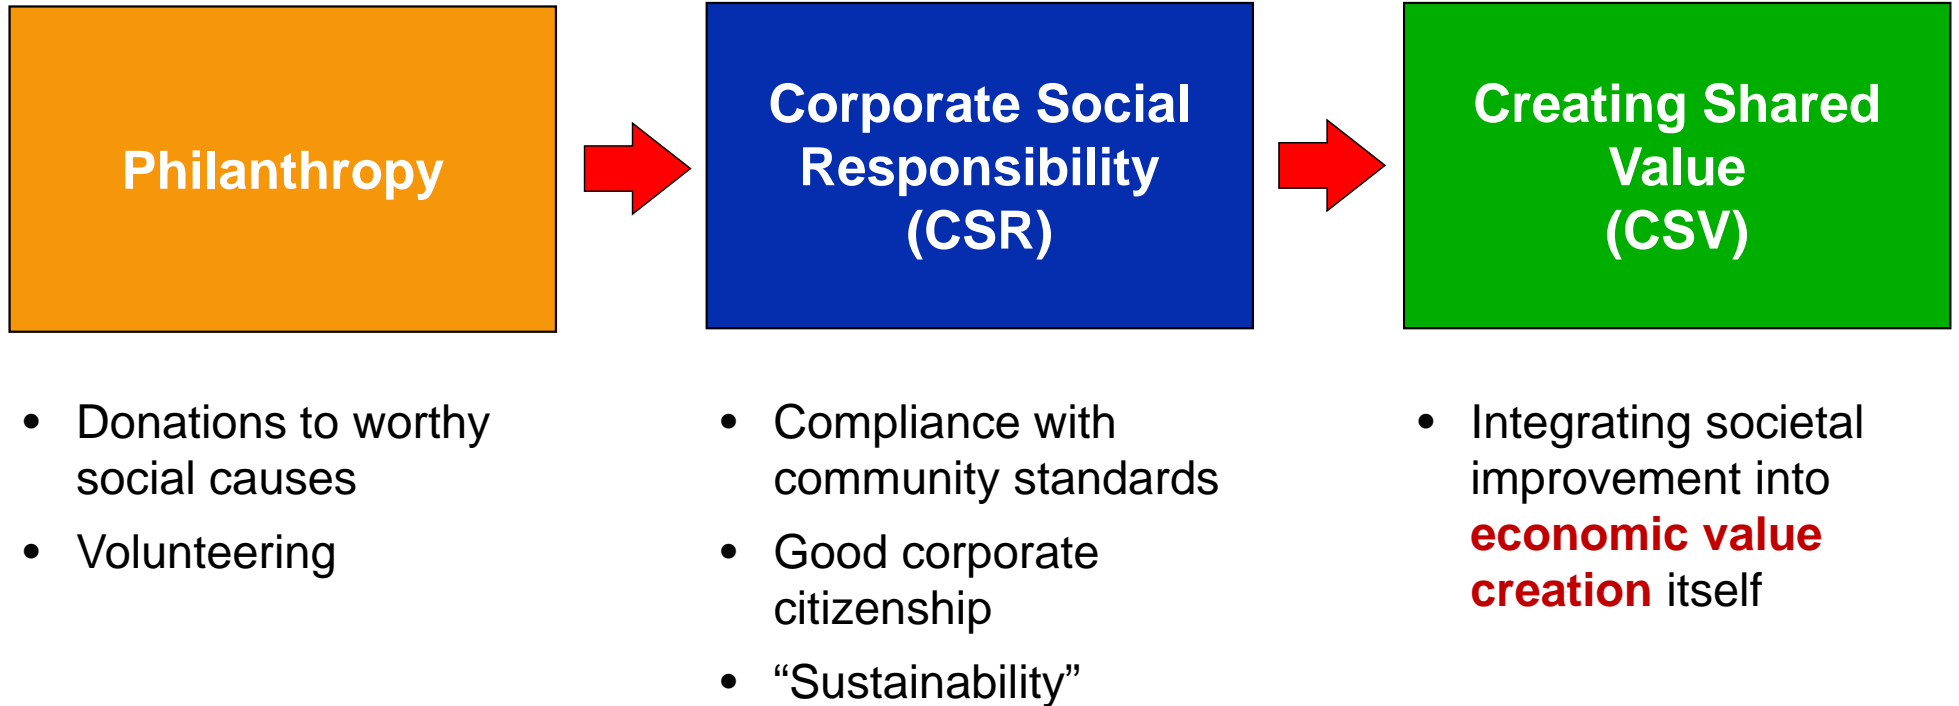 Philanthropy
Corporate Social
Responsibility
(CSR)
Creating Shared
Value
(CSV)
• Donations to worthy
social causes
• Volunteering
• Compliance with
community standards
• Good corporate
citizenship
• “Sustainability”
• Integrating societal
improvement into
economic value
creation itself